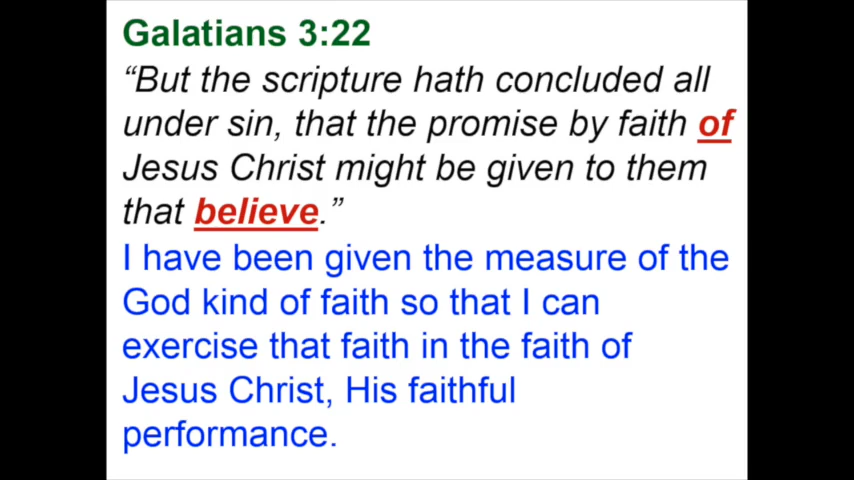 Galatians 3:22
“But the scripture hath concluded all
under sin, that the promise by faith of
Jesus Christ might be given to them
that believe.”
I have been given the measure of the
God kind of faith so that I can
exercise that faith in the faith of
Jesus Christ, His faithful
performance.